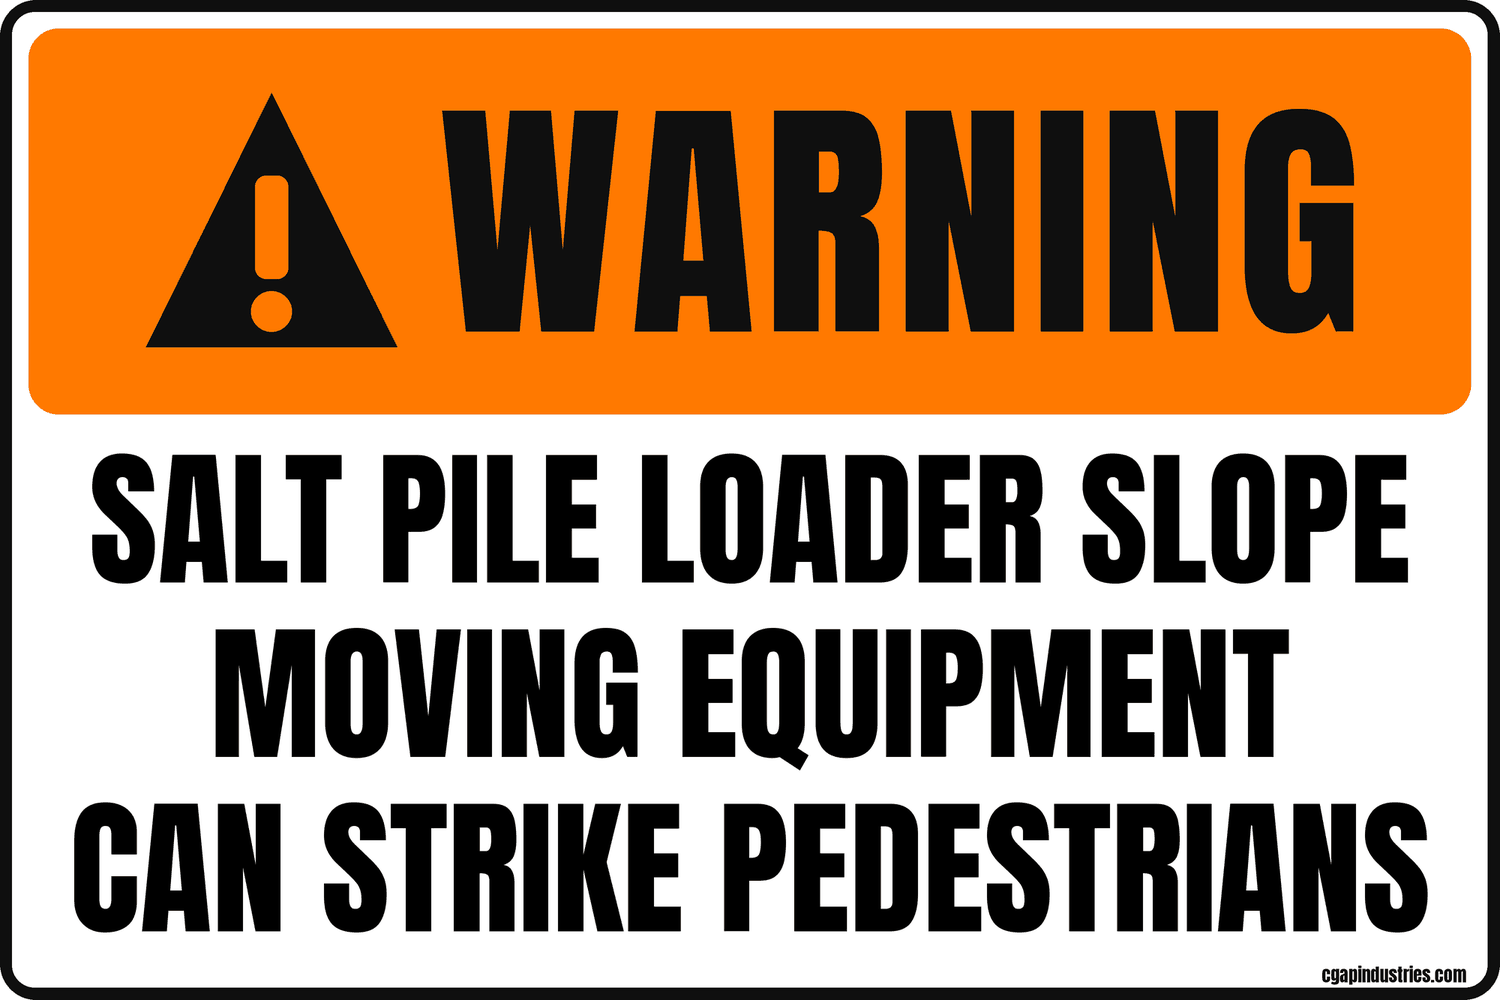 WARNING
SALT PILE LOADER SLOPE
MOVING EQUIPMENT
CAN STRIKE PEDESTRIANS
cgapindustries.com